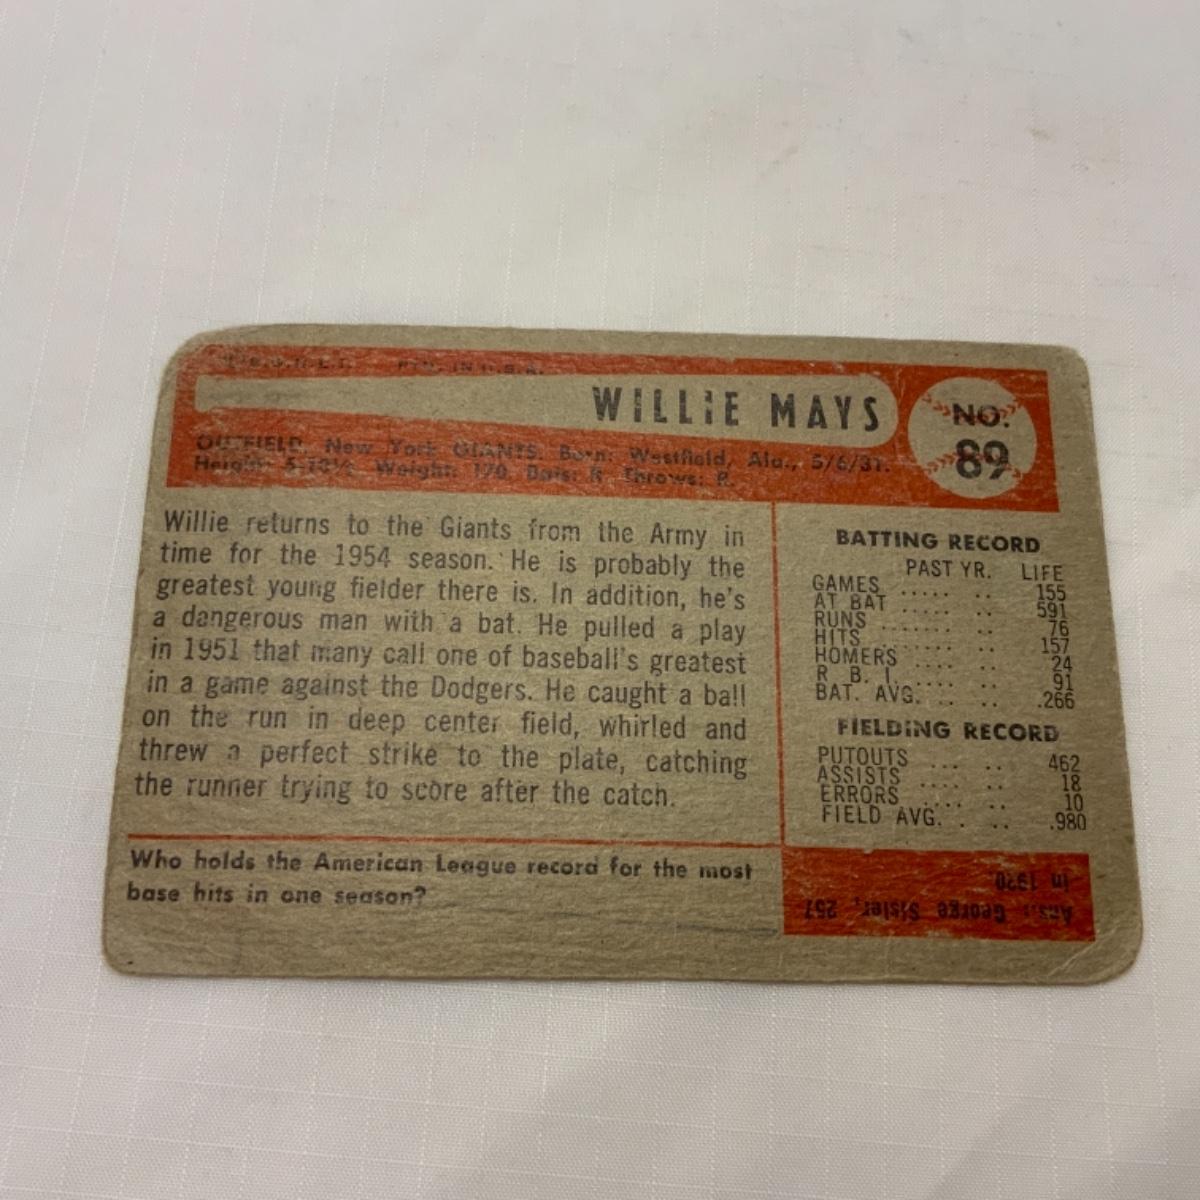 © B.G.H.L.I. PTD. IN U.S.A.
WILLIE MAYS
NO.
89
OUTFIELD, New York GIANTS. Born: Westfield, Ala., 5/6/31.
Height: 5-10½ Weight: 170 Bats: R Throws: R.
Willie returns to the Giants from the Army in
time for the 1954 season. He is probably the
greatest young fielder there is. In addition, he's
a dangerous man with a bat. He pulled a play
in 1951 that many call one of baseball's greatest
in a game against the Dodgers. He caught a ball
on the run in deep center field, whirled and
threw a perfect strike to the plate, catching
the runner trying to score after the catch.
BATTING RECORD
PAST YR. LIFE
GAMES ..... .. 155
AT BAT ..... .. 591
RUNS ....... .. 76
HITS ....... .. 157
HOMERS .... .. 24
R. B. I. .... .. 91
BAT. AVG. .. .. .266
FIELDING RECORD
PUTOUTS ... .. 462
ASSISTS .... .. 18
ERRORS .... .. 10
FIELD AVG. . .. .980
Who holds the American League record for the most
base hits in one season?
Ans.: George Sisler, 257
in 1920